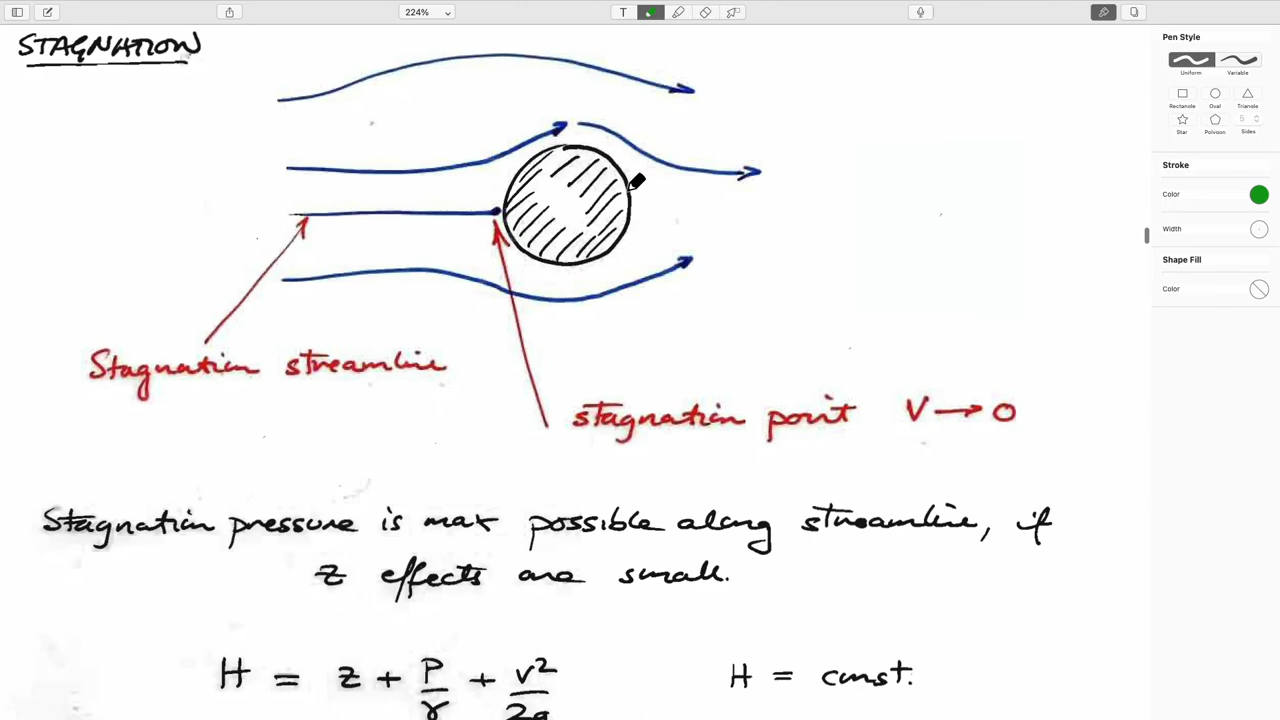 224%
T
STAGNATION
Pen Style
Uniform Variable
Rectangle Oval Triangle
Star Polygon 5 Sides
Stroke
Color
Width
Shape Fill
Color
Stagnation streamline
stagnation point V → 0
Stagnation pressure is max possible along streamline, if
z effects are small.
H = z + P/γ + v²/2g H = const.